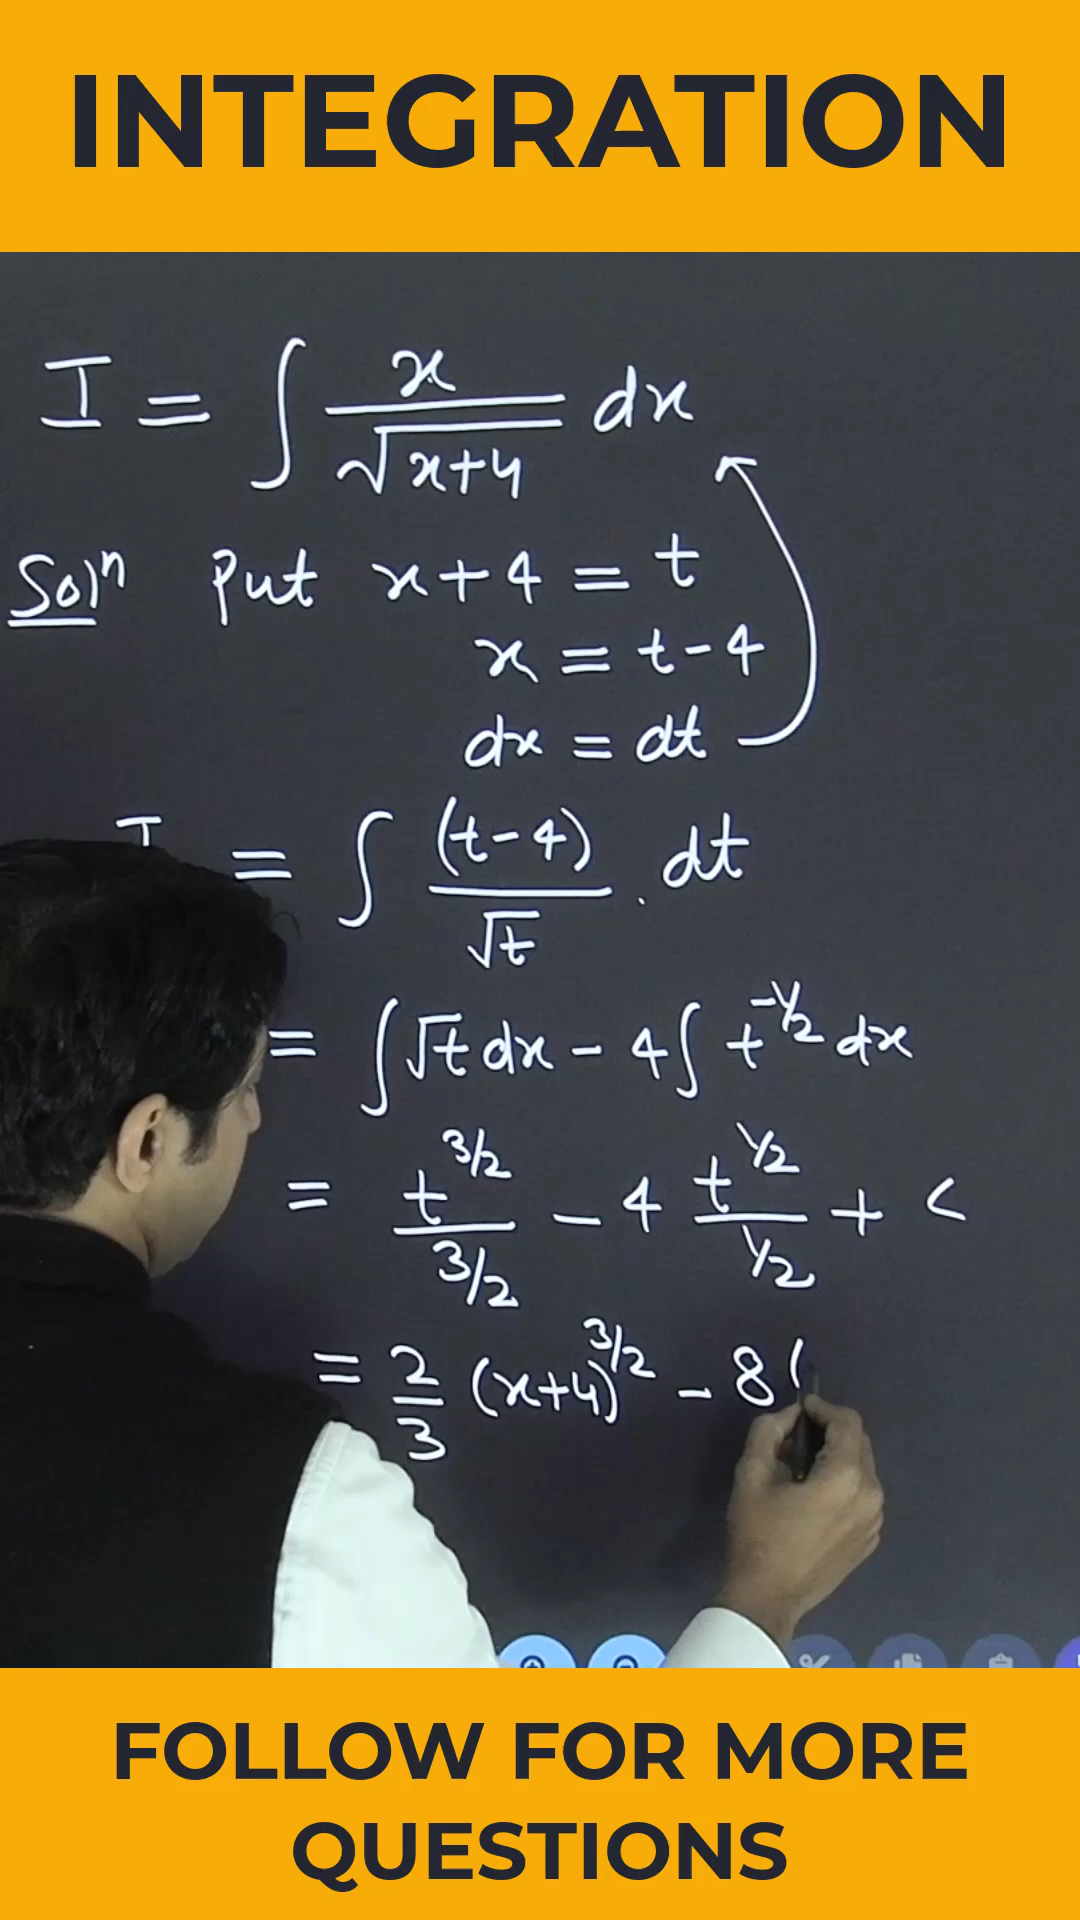 INTEGRATION
I = ∫ x/√(x+4) dx
Solⁿ Put x+4 = t
x = t-4
dx = dt
I = ∫ (t-4)/√t . dt
= ∫ √t dx - 4 ∫ t^(-1/2) dx
= t^(3/2)/(3/2) - 4 t^(1/2)/(1/2) + c
= 2/3 (x+4)^(3/2) - 8(
FOLLOW FOR MORE
QUESTIONS